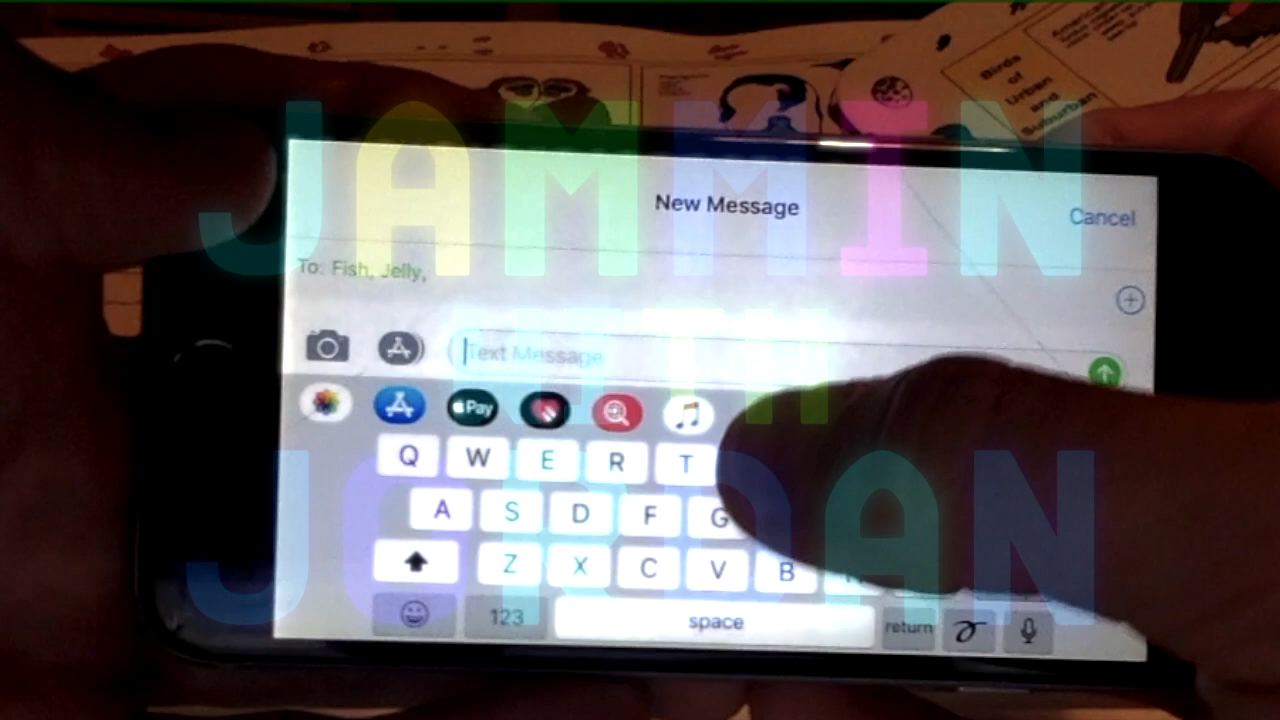 Birds
of
Urban
and
Suburban
JAMMIN
WITH
JORDAN
New Message
Cancel
To: Fish, Jelly,
Text Message
Pay
Q W E R T
A S D F G
Z X C V B
123 space return